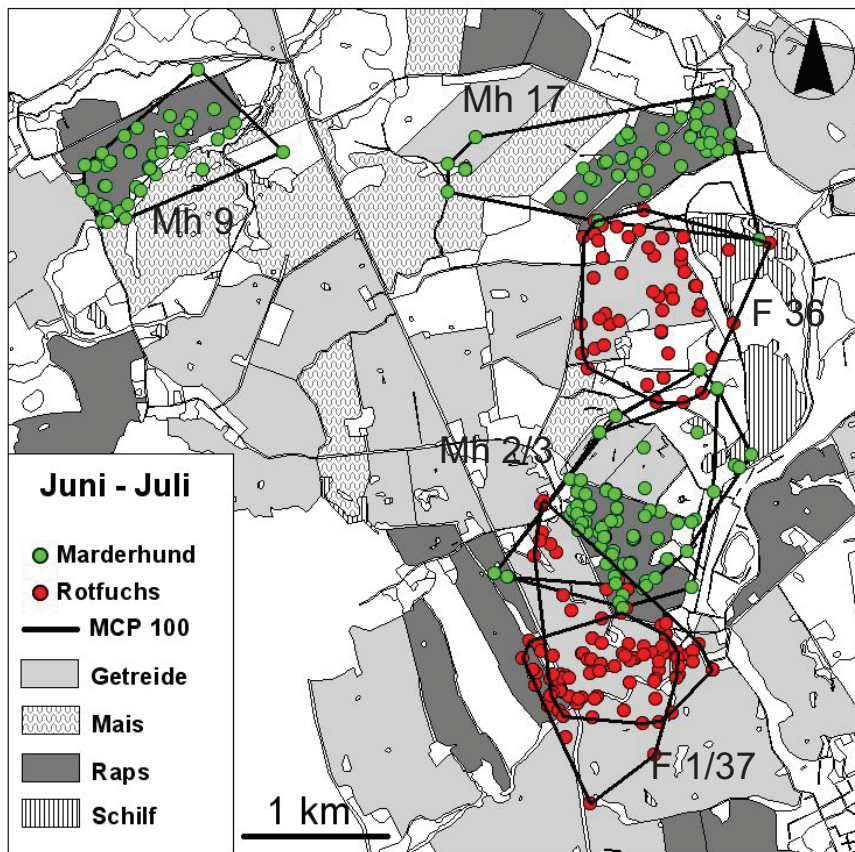 Mh 17
Mh 9
F 36
Mh 2/3
Juni - Juli
Marderhund
Rotfuchs
MCP 100
Getreide
Mais
Raps
Schilf
F 1/37
1 km